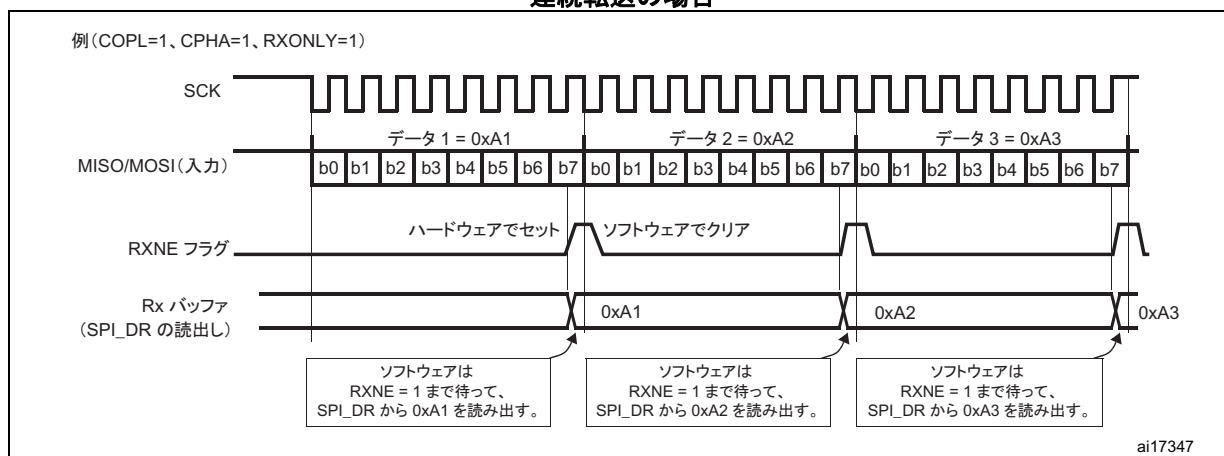 連続転送の場合
例(COPL=1、CPHA=1、RXONLY=1)
SCK
データ 1 = 0xA1
データ 2 = 0xA2
データ 3 = 0xA3
MISO/MOSI(入力)
b0 b1 b2 b3 b4 b5 b6 b7 b0 b1 b2 b3 b4 b5 b6 b7 b0 b1 b2 b3 b4 b5 b6 b7
ハードウェアでセット
ソフトウェアでクリア
RXNE フラグ
Rx バッファ
(SPI_DR の読出し)
0xA1
0xA2
0xA3
ソフトウェアは
RXNE = 1 まで待って、
SPI_DR から 0xA1 を読み出す。
ソフトウェアは
RXNE = 1 まで待って、
SPI_DR から 0xA2 を読み出す。
ソフトウェアは
RXNE = 1 まで待って、
SPI_DR から 0xA3 を読み出す。
ai17347